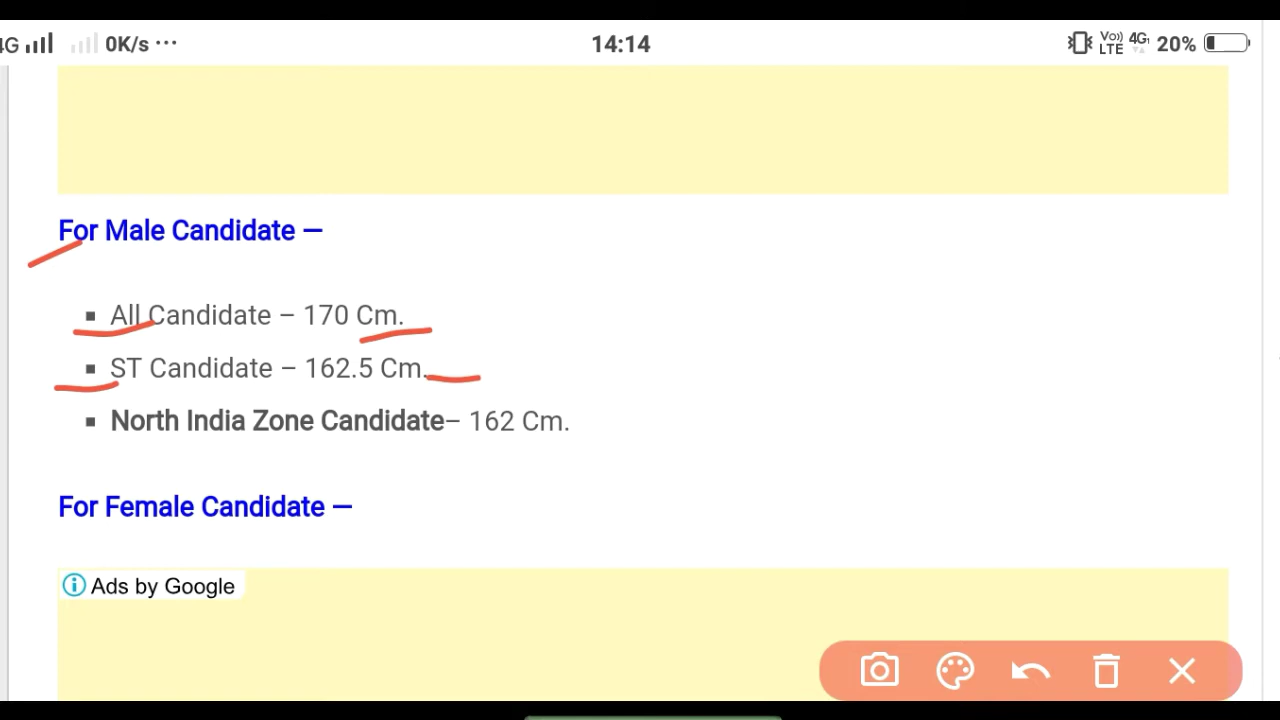 4G 0K/s ··· 14:14 Vo)) LTE 4G 20%
For Male Candidate –
▪ All Candidate – 170 Cm.
▪ ST Candidate – 162.5 Cm.
▪ North India Zone Candidate– 162 Cm.
For Female Candidate –
Ads by Google